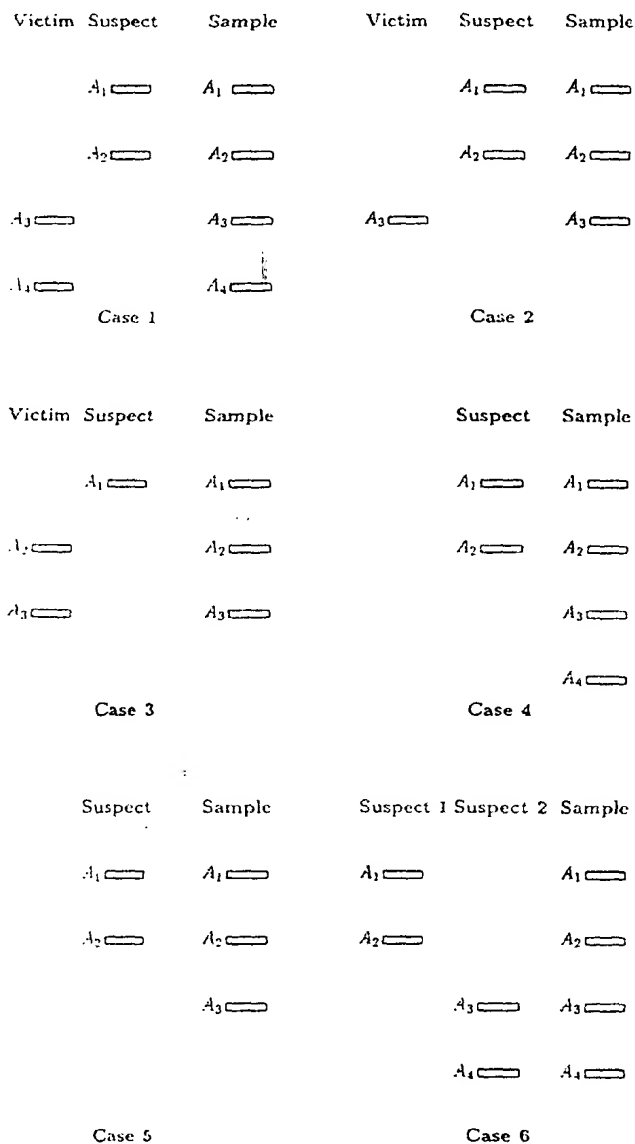 Victim Suspect Sample Victim Suspect Sample
A₁ A₁ A₁ A₁
A₂ A₂ A₂ A₂
A₃ A₃ A₃ A₃
A₄ A₄
Case 1 Case 2
Victim Suspect Sample Suspect Sample
A₁ A₁ A₁ A₁
A₂ A₂ A₂ A₂
A₃ A₃ A₃
A₄
Case 3 Case 4
Suspect Sample Suspect 1 Suspect 2 Sample
A₁ A₁ A₁ A₁
A₂ A₂ A₂ A₂
A₃ A₃ A₃
A₄ A₄
Case 5 Case 6